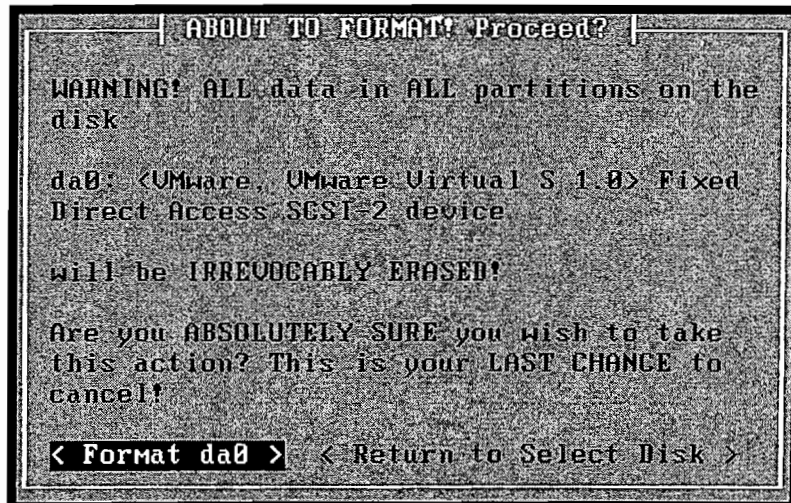 ABOUT TO FORMAT! Proceed?
WARNING! ALL data in ALL partitions on the
disk
da0: <VMware, VMware Virtual S 1.0> Fixed
Direct Access SCSI-2 device
will be IRREVOCABLY ERASED!
Are you ABSOLUTELY SURE you wish to take
this action? This is your LAST CHANCE to
cancel!
< Format da0 > < Return to Select Disk >